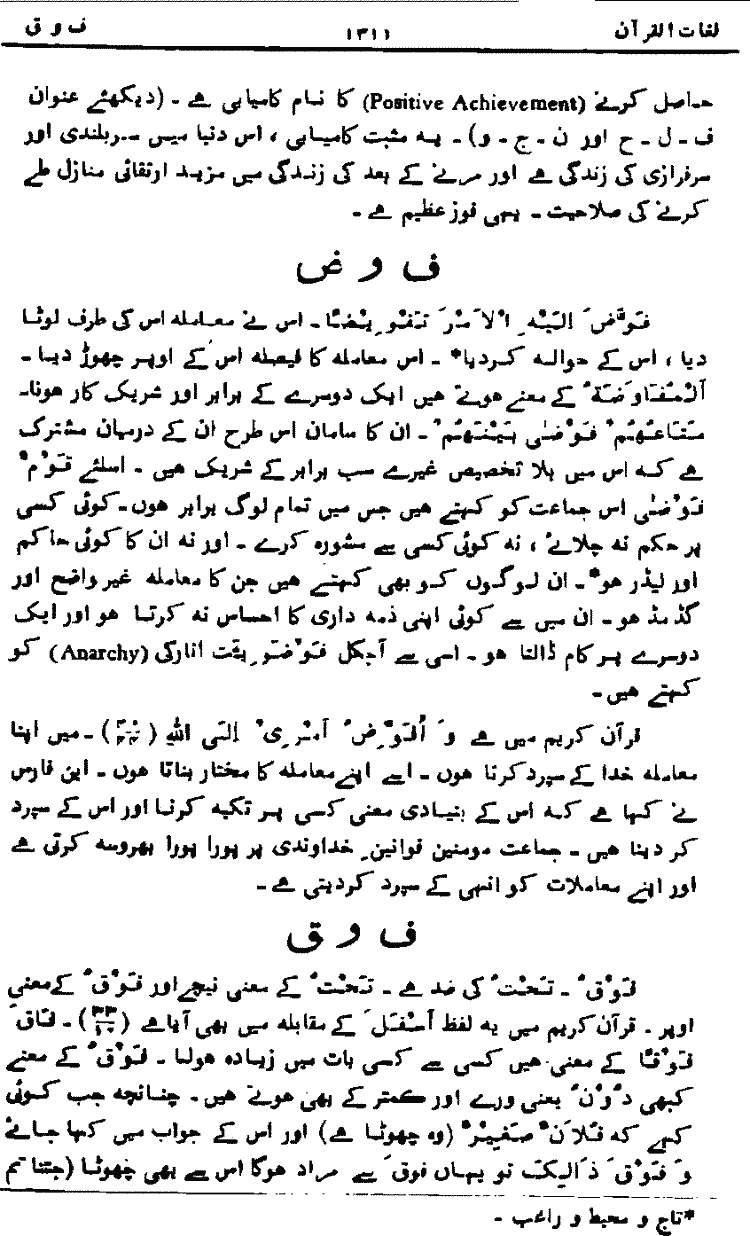 لغات القرآن ۱۳۱۱ ف و ق
حاصل کرنے (Positive Achievement) کا نام کامیابی ہے - (دیکھئے عنوان
ف - ل - ح اور ن - ج - و) - یہ مثبت کامیابی ، اس دنیا میں سربلندی اور
سرفرازی کی زندگی ہے اور مرنے کے بعد کی زندگی میں مزید ارتقائی منازل طے
کرنے کی صلاحیت - یہی فوز عظیم ہے -
ف و ض
فَوَّضَ اِلَیْہِ الْاَمْرَ تَفْوِیْضًا - اس نے معاملہ اس کی طرف لوٹا
دیا ، اس کے حوالہ کردیا* - اس معاملہ کا فیصلہ اس کے اوپر چھوڑ دیا -
اَلْمُفَاوَضَۃُ کے معنے ہوتے ہیں ایک دوسرے کے برابر اور شریک کار ہونا-
مَتَاعُہُمْ فَوْضٰی بَیْنَہُمْ - ان کا سامان اس طرح ان کے درمیان مشترک
ہے کہ اس میں بلا تخصیص غیرے سب برابر کے شریک ہیں - اسلئے قَوْمٌ
فَوْضٰی اس جماعت کو کہتے ہیں جس میں تمام لوگ برابر ہوں-کوئی کسی
پر حکم نہ چلائے ، نہ کوئی کسی سے مشورہ کرے - اور نہ ان کا کوئی حاکم
اور لیڈر ہو*- ان لوگوں کو بھی کہتے ہیں جن کا معاملہ غیر واضح اور
گڈمڈ ہو - ان میں سے کوئی اپنی ذمہ داری کا احساس نہ کرتا ہو اور ایک
دوسرے پر کام ڈالتا ہو - اسی سے آجکل فَوْضَوِیَّت انارکی (Anarchy) کو
کہتے ہیں -
قرآن کریم میں ہے وَ اُفَوِّضُ اَمْرِیْ اِلَی اللہِ - میں اپنا
معاملہ خدا کے سپرد کرتا ہوں - اسے اپنے معاملہ کا مختار بناتا ہوں - ابن فارس
نے کہا ہے کہ اس کے بنیادی معنی کسی پر تکیہ کرنا اور اس کے سپرد
کر دینا ہیں - جماعت مومنین قوانینِ خداوندی پر پورا پورا بھروسہ کرتی ہے
اور اپنے معاملات کو انہی کے سپرد کردیتی ہے -
ف و ق
فَوْقُ - تَحْتُ کی ضد ہے - تَحْتُ کے معنی نیچے اور فَوْقُ کے معنی
اوپر - قرآن کریم میں یہ لفظ اَسْفَلَ کے مقابلہ میں بھی آیاہے - فَاقَ
فَوْقًا کے معنی ہیں کسی سے کسی بات میں زیادہ ہونا - فَوْقُ کے معنے
کبھی دُوْنَ یعنی ورے اور کمتر کے بھی ہوتے ہیں - چنانچہ جب کوئی
کہے کہ فُلَانٌ صَغِیْرٌ (وہ چھوٹا ہے) اور اس کے جواب میں کہا جائے
وَ فَوْقَ ذَالِکَ تو یہاں فوق سے مراد ہوگا اس سے بھی چھوٹا (جتنا تم
*تاج و محیط و راغب -